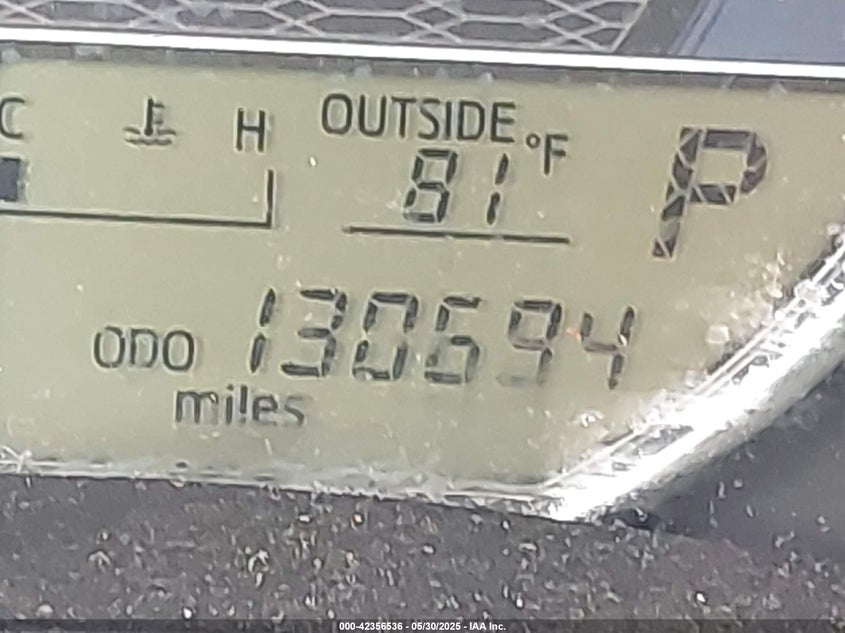 C H OUTSIDE °F P
81
ODO 130694
miles
000-42356536 - 05/30/2025 - IAA Inc.